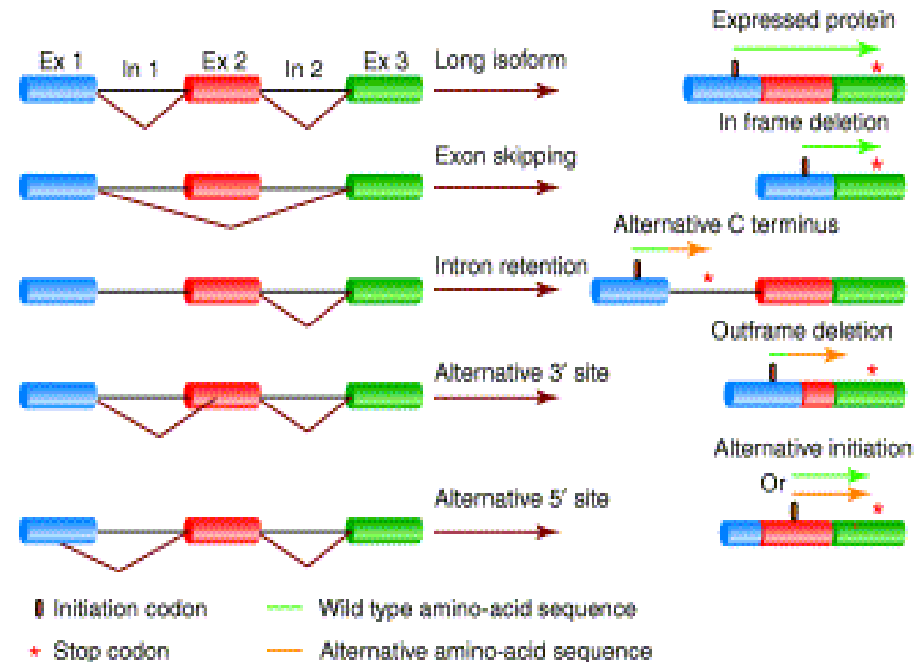 Expressed protein
Ex 1 In 1 Ex 2 In 2 Ex 3 Long isoform
In frame deletion
Exon skipping
Alternative C terminus
Intron retention
Outframe deletion
Alternative 3′ site
Alternative initiation
Or
Alternative 5′ site
Initiation codon Wild type amino-acid sequence
* Stop codon Alternative amino-acid sequence